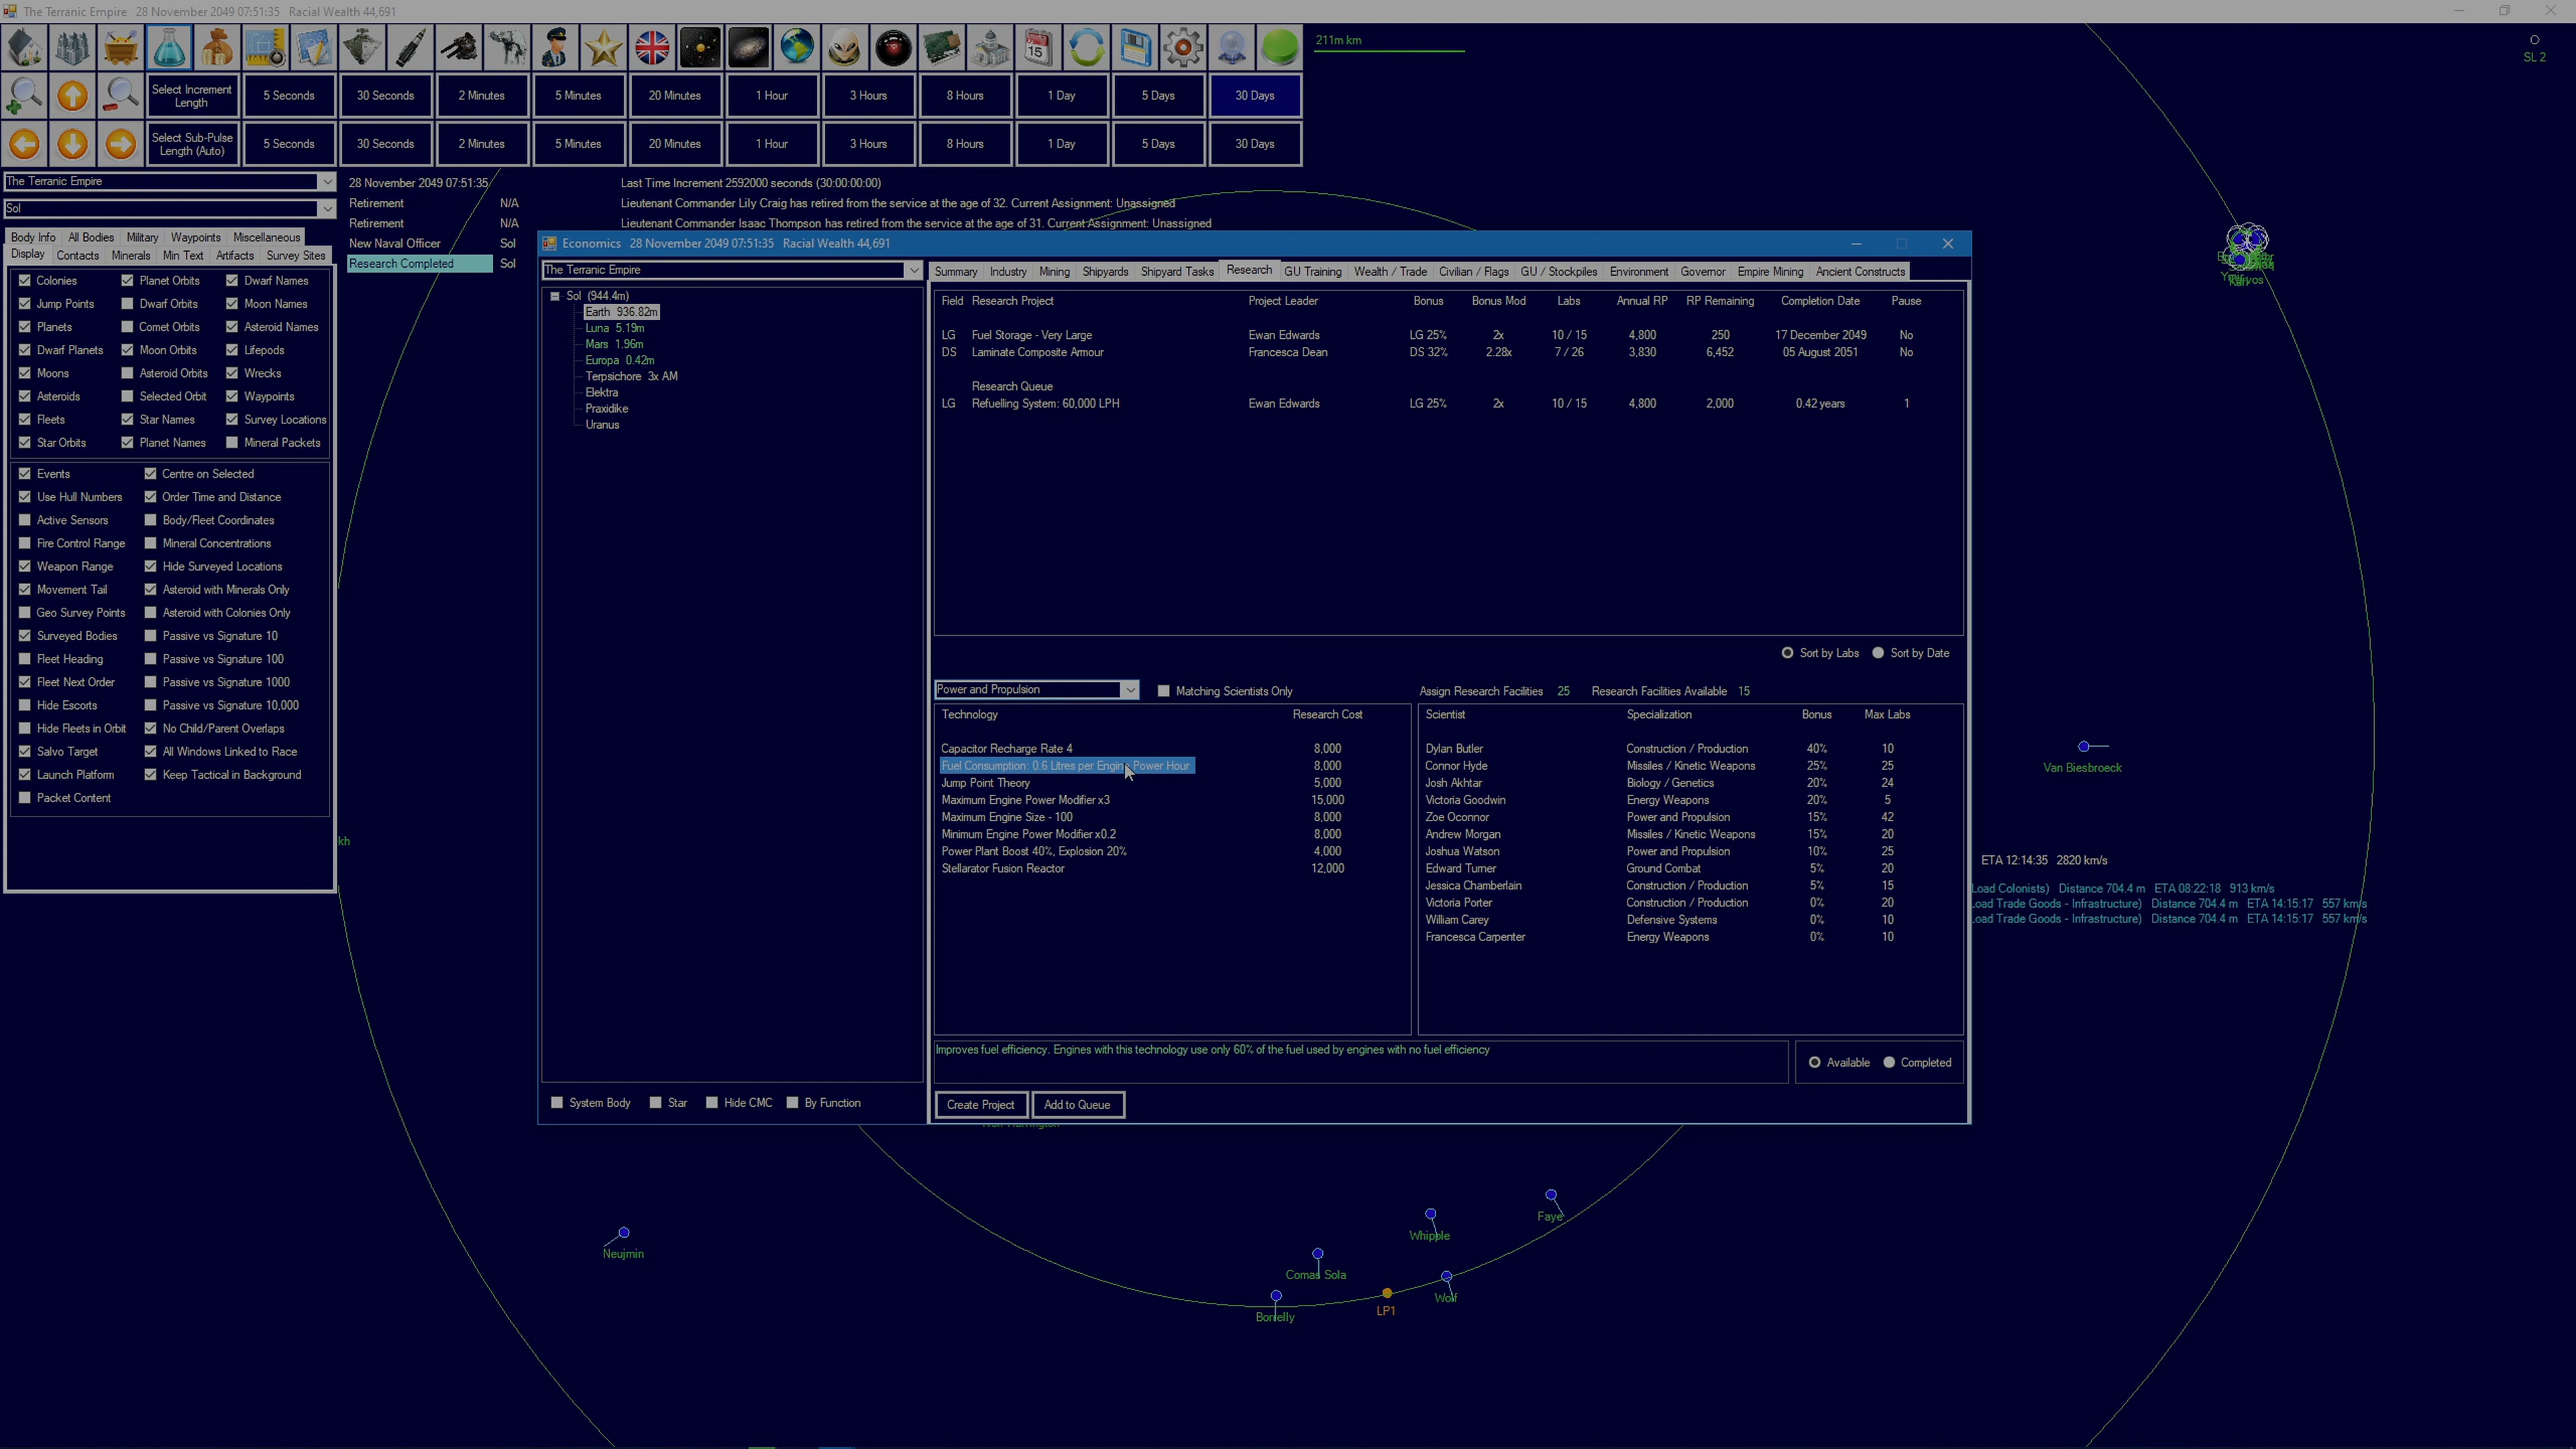 The Terranic Empire   28 November 2049 07:51:35   Racial Wealth 44,691
211m km
SL 2
Select Increment Length   5 Seconds   30 Seconds   2 Minutes   5 Minutes   20 Minutes   1 Hour   3 Hours   8 Hours   1 Day   5 Days   30 Days
Select Sub-Pulse Length (Auto)   5 Seconds   30 Seconds   2 Minutes   5 Minutes   20 Minutes   1 Hour   3 Hours   8 Hours   1 Day   5 Days   30 Days
The Terranic Empire
Sol
28 November 2049 07:51:35   Last Time Increment 2592000 seconds (30:00:00:00)
Retirement   N/A   Lieutenant Commander Lily Craig has retired from the service at the age of 32. Current Assignment: Unassigned
Retirement   N/A   Lieutenant Commander Isaac Thompson has retired from the service at the age of 31. Current Assignment: Unassigned
New Naval Officer   Sol
Research Completed   Sol
Body Info   All Bodies   Military   Waypoints   Miscellaneous
Display   Contacts   Minerals   Min Text   Artifacts   Survey Sites
Colonies   Planet Orbits   Dwarf Names
Jump Points   Dwarf Orbits   Moon Names
Planets   Comet Orbits   Asteroid Names
Dwarf Planets   Moon Orbits   Lifepods
Moons   Asteroid Orbits   Wrecks
Asteroids   Selected Orbit   Waypoints
Fleets   Star Names   Survey Locations
Star Orbits   Planet Names   Mineral Packets
Events   Centre on Selected
Use Hull Numbers   Order Time and Distance
Active Sensors   Body/Fleet Coordinates
Fire Control Range   Mineral Concentrations
Weapon Range   Hide Surveyed Locations
Movement Tail   Asteroid with Minerals Only
Geo Survey Points   Asteroid with Colonies Only
Surveyed Bodies   Passive vs Signature 10
Fleet Heading   Passive vs Signature 100
Fleet Next Order   Passive vs Signature 1000
Hide Escorts   Passive vs Signature 10,000
Hide Fleets in Orbit   No Child/Parent Overlaps
Salvo Target   All Windows Linked to Race
Launch Platform   Keep Tactical in Background
Packet Content
kh
Economics   28 November 2049 07:51:35   Racial Wealth 44,691
The Terranic Empire
Sol (944.4m)
Earth 936.82m
Luna 5.19m
Mars 1.96m
Europa 0.42m
Terpsichore 3x AM
Elektra
Praxidike
Uranus
System Body   Star   Hide CMC   By Function
Summary   Industry   Mining   Shipyards   Shipyard Tasks   Research   GU Training   Wealth / Trade   Civilian / Flags   GU / Stockpiles   Environment   Governor   Empire Mining   Ancient Constructs
Field   Research Project   Project Leader   Bonus   Bonus Mod   Labs   Annual RP   RP Remaining   Completion Date   Pause
LG   Fuel Storage - Very Large   Ewan Edwards   LG 25%   2x   10 / 15   4,800   250   17 December 2049   No
DS   Laminate Composite Armour   Francesca Dean   DS 32%   2.28x   7 / 26   3,830   6,452   05 August 2051   No
Research Queue
LG   Refuelling System: 60,000 LPH   Ewan Edwards   LG 25%   2x   10 / 15   4,800   2,000   0.42 years   1
Sort by Labs   Sort by Date
Power and Propulsion   Matching Scientists Only   Assign Research Facilities   25   Research Facilities Available   15
Technology   Research Cost
Capacitor Recharge Rate 4   8,000
Fuel Consumption: 0.6 Litres per Engine Power Hour   8,000
Jump Point Theory   5,000
Maximum Engine Power Modifier x3   15,000
Maximum Engine Size - 100   8,000
Minimum Engine Power Modifier x0.2   8,000
Power Plant Boost 40%, Explosion 20%   4,000
Stellarator Fusion Reactor   12,000
Scientist   Specialization   Bonus   Max Labs
Dylan Butler   Construction / Production   40%   10
Connor Hyde   Missiles / Kinetic Weapons   25%   25
Josh Akhtar   Biology / Genetics   20%   24
Victoria Goodwin   Energy Weapons   20%   5
Zoe Oconnor   Power and Propulsion   15%   42
Andrew Morgan   Missiles / Kinetic Weapons   15%   20
Joshua Watson   Power and Propulsion   10%   25
Edward Turner   Ground Combat   5%   20
Jessica Chamberlain   Construction / Production   5%   15
Victoria Porter   Construction / Production   0%   20
William Carey   Defensive Systems   0%   10
Francesca Carpenter   Energy Weapons   0%   10
Improves fuel efficiency. Engines with this technology use only 60% of the fuel used by engines with no fuel efficiency
Available   Completed
Create Project   Add to Queue
Van Biesbroeck
ETA 12:14:35   2820 km/s
Load Colonists)   Distance 704.4 m   ETA 08:22:18   913 km/s
Load Trade Goods - Infrastructure)   Distance 704.4 m   ETA 14:15:17   557 km/s
Load Trade Goods - Infrastructure)   Distance 704.4 m   ETA 14:15:17   557 km/s
Faye
Whipple
Neujmin
Comas Sola
Wolf
LP1
Borrelly